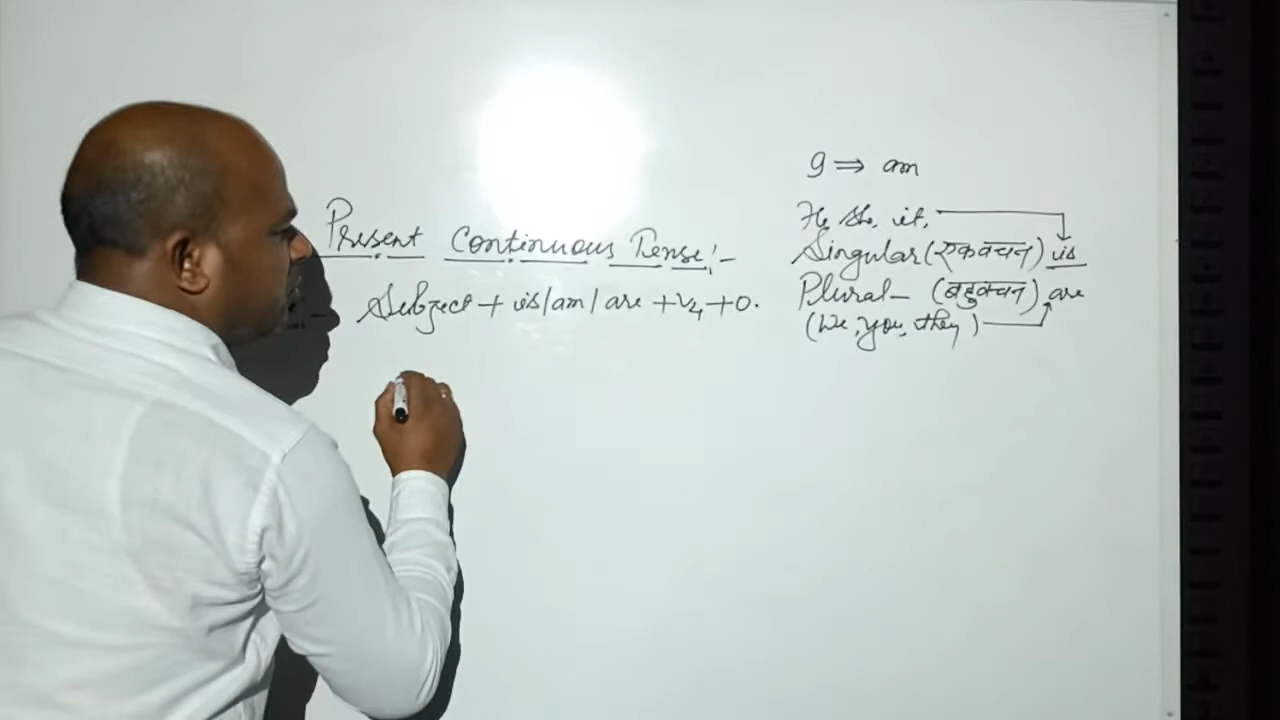 Present Continuous Tense:-
Subject + is/am/are + V4 + O.
I ⇒ am
He She, it,
Singular (एकवचन) is
Plural - (बहुवचन) are
(We, you, they)